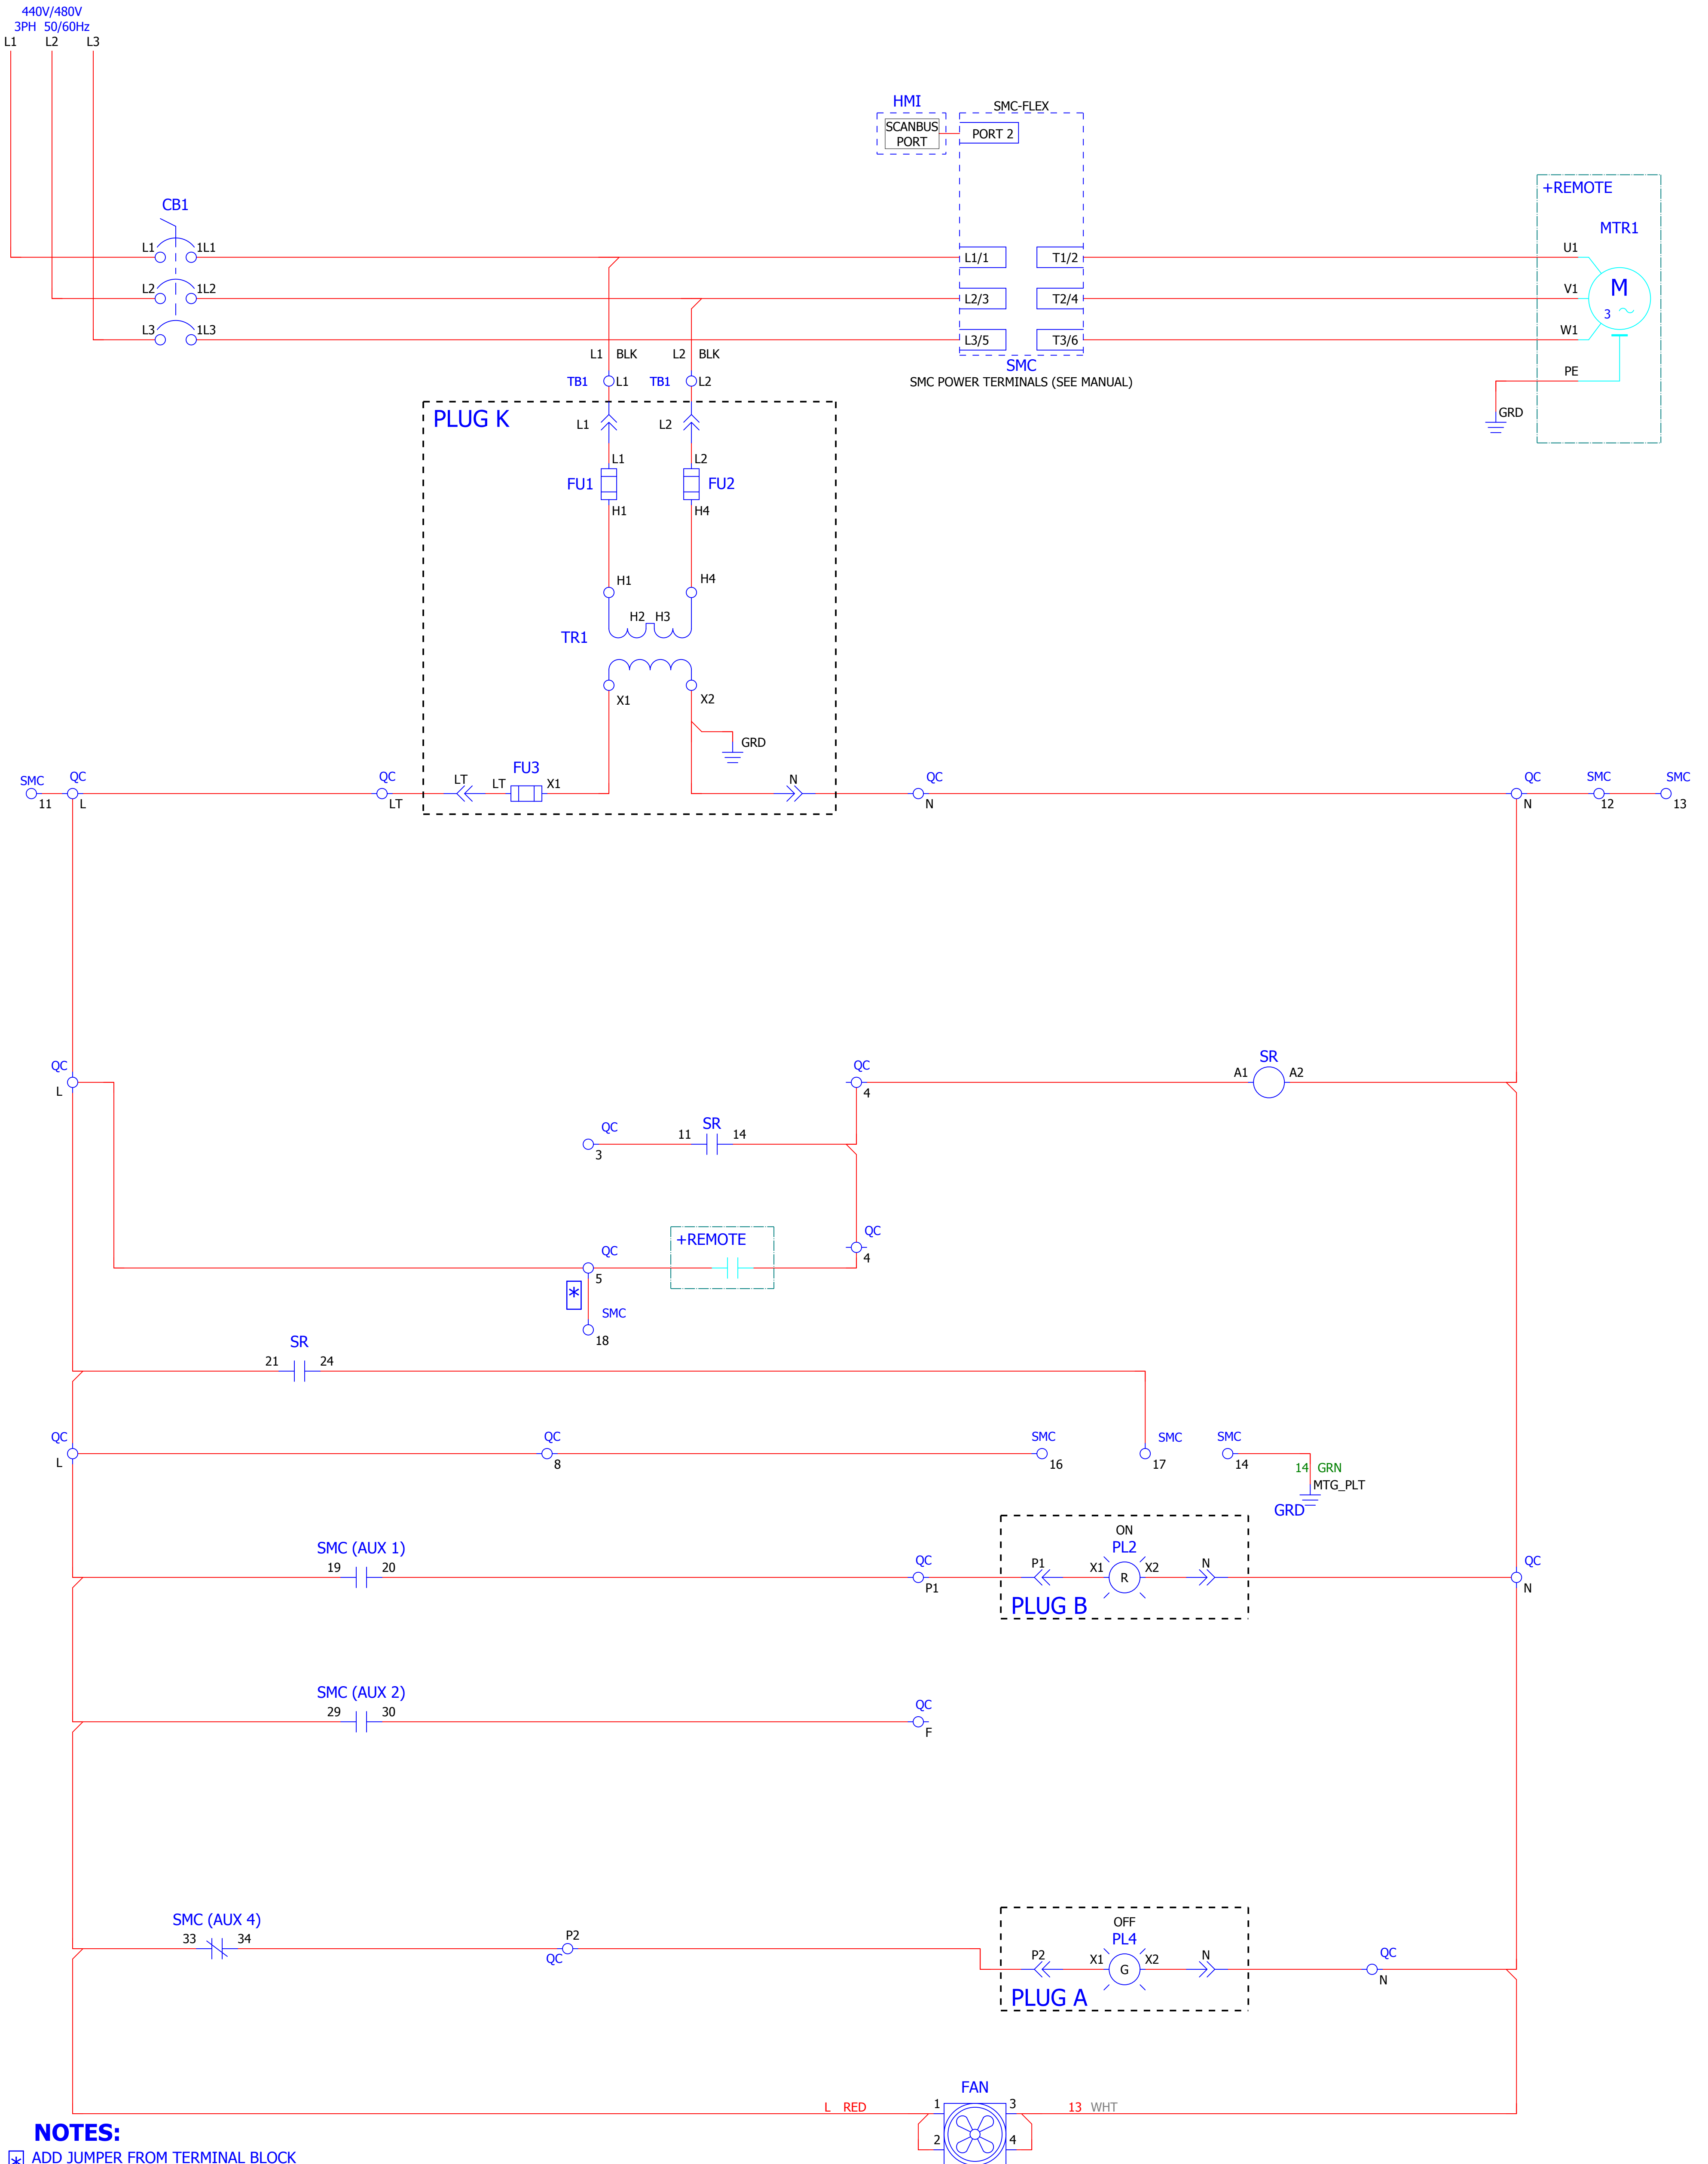 440V/480V
3PH 50/60Hz
L1 L2 L3
HMI
SMC-FLEX
SCANBUS
PORT
PORT 2
+REMOTE
CB1
MTR1
L1 1L1
L1/1 T1/2
U1
L2 1L2
L2/3 T2/4
V1
M
3
L3 1L3
L3/5 T3/6
W1
L1 BLK L2 BLK
SMC
SMC POWER TERMINALS (SEE MANUAL)
PE
TB1 L1 TB1 L2
GRD
PLUG K
L1 L2
L1 L2
FU1 FU2
H1 H4
H1 H4
H2 H3
TR1
X1 X2
GRD
FU3
SMC QC QC LT LT X1 N QC QC SMC SMC
11 L LT N N 12 13
QC QC SR
L 4 A1 A2
QC SR
3 11 14
QC
4
+REMOTE
QC
5
*
SMC
18
SR
21 24
QC QC SMC SMC SMC
L 8 16 17 14
14 GRN
MTG_PLT
GRD
ON
PL2
SMC (AUX 1)
19 20
QC
P1
P1 X1 R X2 N
PLUG B
QC
N
SMC (AUX 2)
29 30
QC
F
SMC (AUX 4)
33 34
P2
QC
OFF
PL4
P2 X1 G X2 N
PLUG A
QC
N
FAN
L RED 1 3 13 WHT
2 4
NOTES:
* ADD JUMPER FROM TERMINAL BLOCK